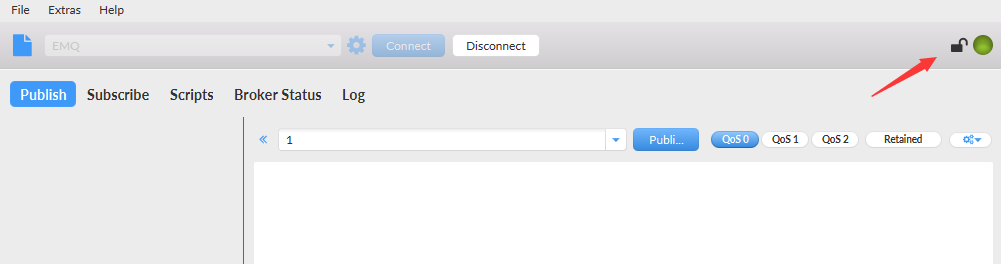 File Extras Help
EMQ Connect Disconnect
Publish Subscribe Scripts Broker Status Log
« 1 Publi... QoS 0 QoS 1 QoS 2 Retained